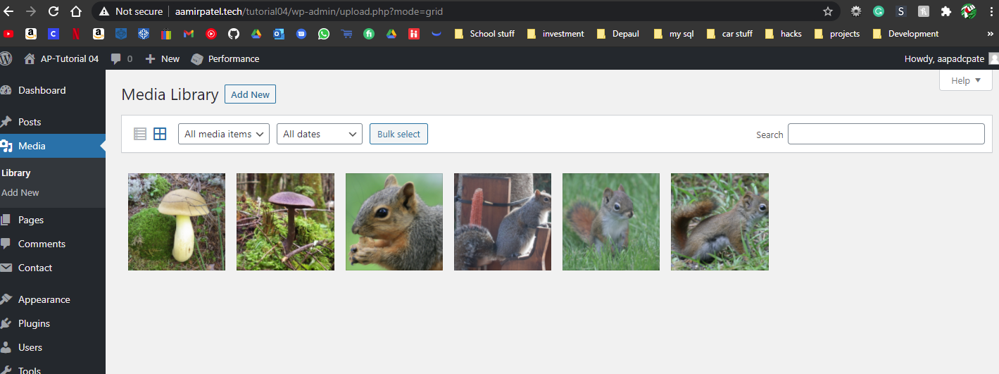 Not secure | aamirpatel.tech/tutorial04/wp-admin/upload.php?mode=grid
School stuff investment Depaul my sql car stuff hacks projects Development »
AP-Tutorial 04 0 New Performance Howdy, aapadcpate
Help
Dashboard
Posts
Media
Library
Add New
Pages
Comments
Contact
Appearance
Plugins
Users
Tools
Media Library Add New
All media items All dates Bulk select Search